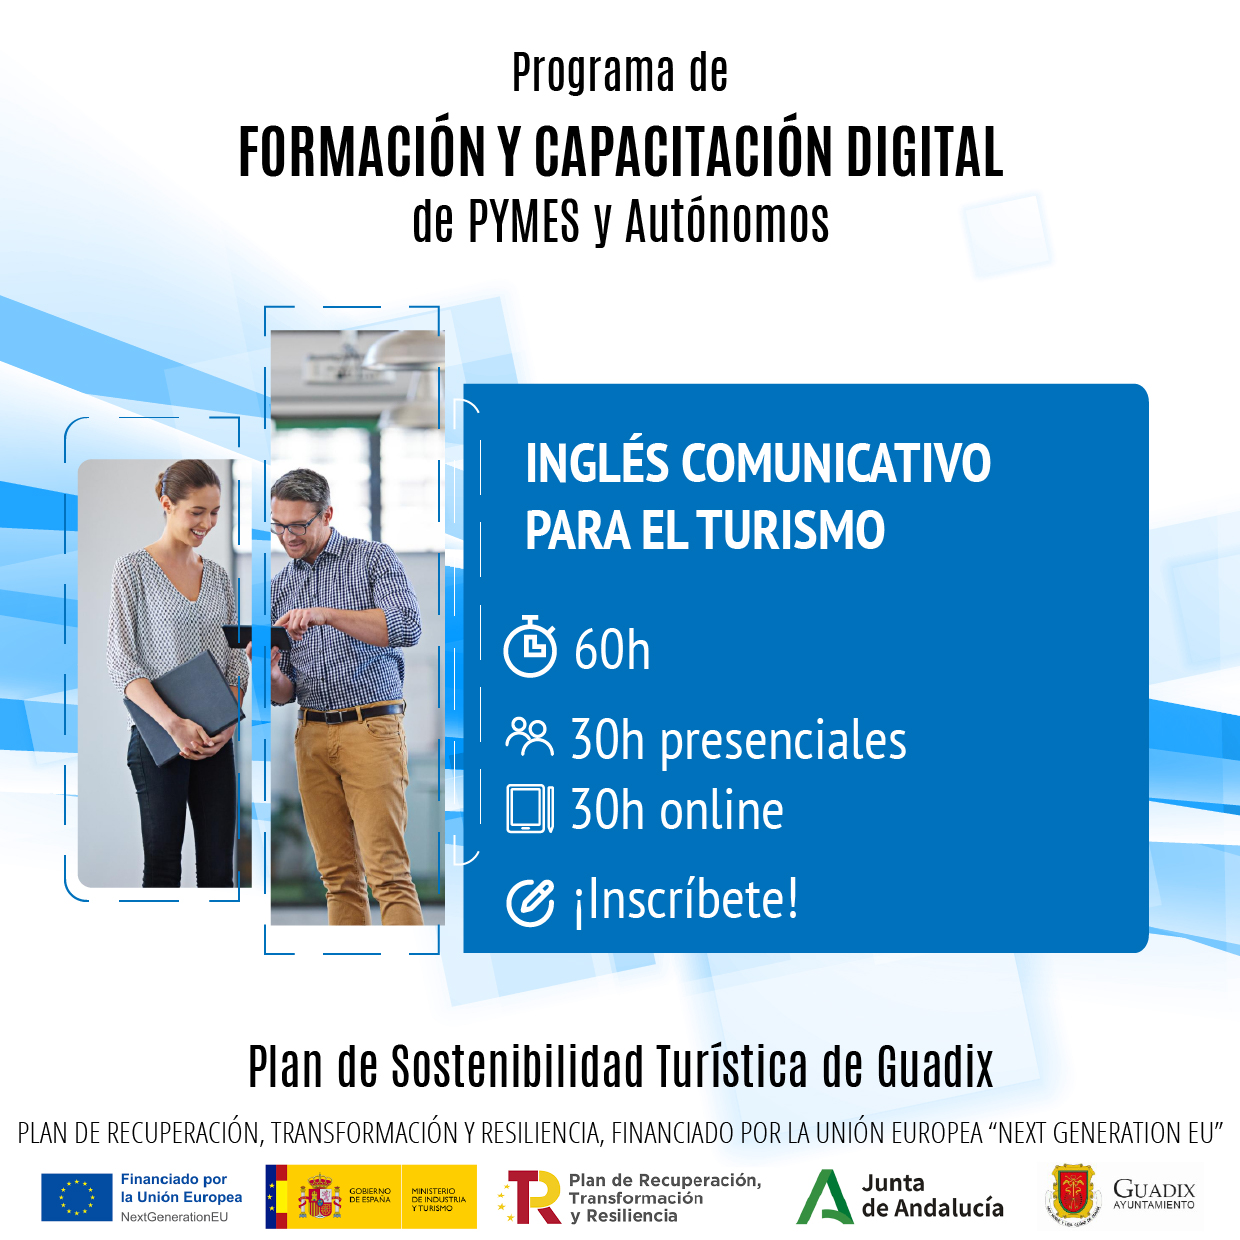 Programa de
FORMACIÓN Y CAPACITACIÓN DIGITAL
de PYMES y Autónomos
INGLÉS COMUNICATIVO
PARA EL TURISMO
60h
30h presenciales
30h online
¡Inscríbete!
Plan de Sostenibilidad Turística de Guadix
PLAN DE RECUPERACIÓN, TRANSFORMACIÓN Y RESILIENCIA, FINANCIADO POR LA UNIÓN EUROPEA “NEXT GENERATION EU”
Financiado por
la Unión Europea
NextGenerationEU
GOBIERNO
DE ESPAÑA
MINISTERIO
DE INDUSTRIA
Y TURISMO
Plan de Recuperación,
Transformación
y Resiliencia
Junta
de Andalucía
GUADIX
AYUNTAMIENTO